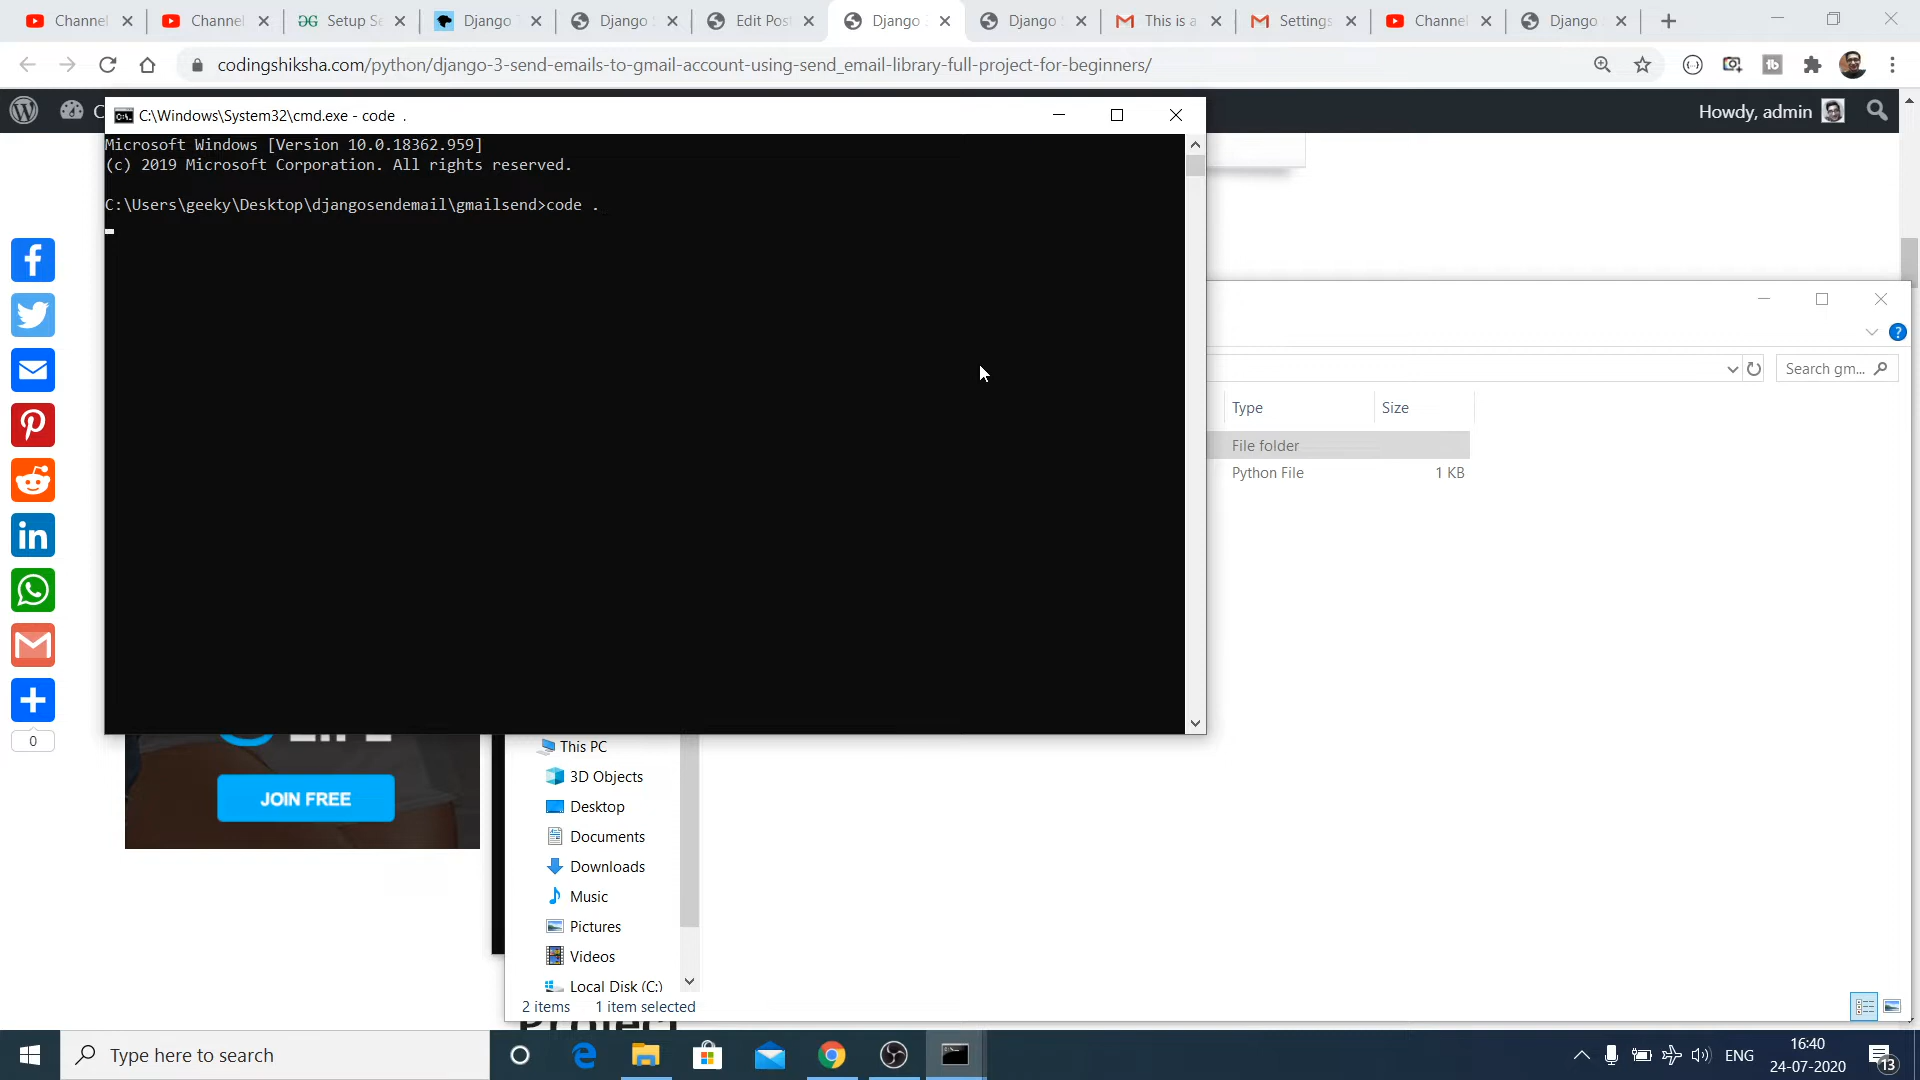 Channel
Channel
Setup Se
Django
Django
Edit Pos
Django
Django
This is a
Settings
Channel
Django
codingshiksha.com/python/django-3-send-emails-to-gmail-account-using-send_email-library-full-project-for-beginners/
C
Howdy, admin
C:\Windows\System32\cmd.exe - code .
Microsoft Windows [Version 10.0.18362.959]
(c) 2019 Microsoft Corporation. All rights reserved.
C:\Users\geeky\Desktop\djangosendemail\gmailsend>code .
Search gm...
Type
Size
File folder
Python File
1 KB
0
JOIN FREE
This PC
3D Objects
Desktop
Documents
Downloads
Music
Pictures
Videos
Local Disk (C:)
2 items
1 item selected
Type here to search
ENG
16:40
24-07-2020
13